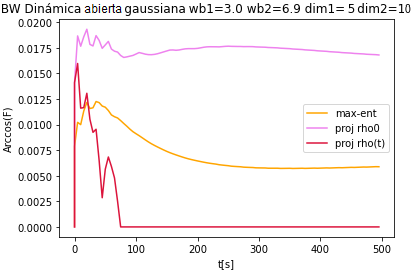 BW Dinámica abierta gaussiana wb1=3.0 wb2=6.9 dim1= 5 dim2=10
0.0200
0.0175
0.0150
0.0125
0.0100
0.0075
0.0050
0.0025
0.0000
Arccos(F)
max-ent
proj rho0
proj rho(t)
0 100 200 300 400 500
t[s]